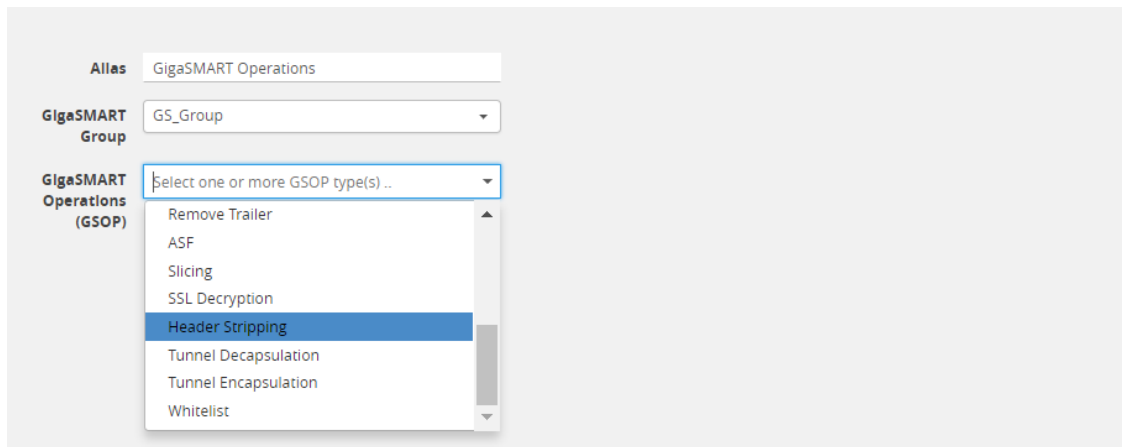 Alias GigaSMART Operations
GigaSMART Group GS_Group
GigaSMART Operations (GSOP) Select one or more GSOP type(s) ..
Remove Trailer
ASF
Slicing
SSL Decryption
Header Stripping
Tunnel Decapsulation
Tunnel Encapsulation
Whitelist